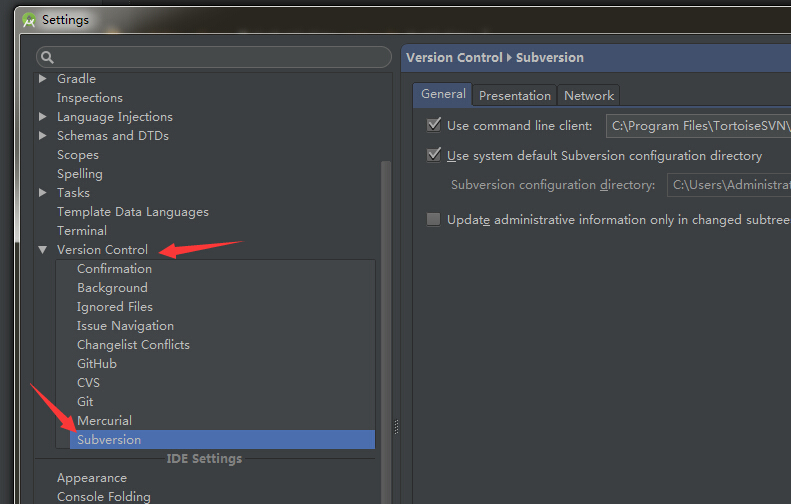 Settings
Gradle
Inspections
Language Injections
Schemas and DTDs
Scopes
Spelling
Tasks
Template Data Languages
Terminal
Version Control
Confirmation
Background
Ignored Files
Issue Navigation
Changelist Conflicts
GitHub
CVS
Git
Mercurial
Subversion
IDE Settings
Appearance
Console Folding
Version Control Subversion
General Presentation Network
Use command line client: C:\Program Files\TortoiseSVN\
Use system default Subversion configuration directory
Subversion configuration directory: C:\Users\Administrat
Update administrative information only in changed subtree